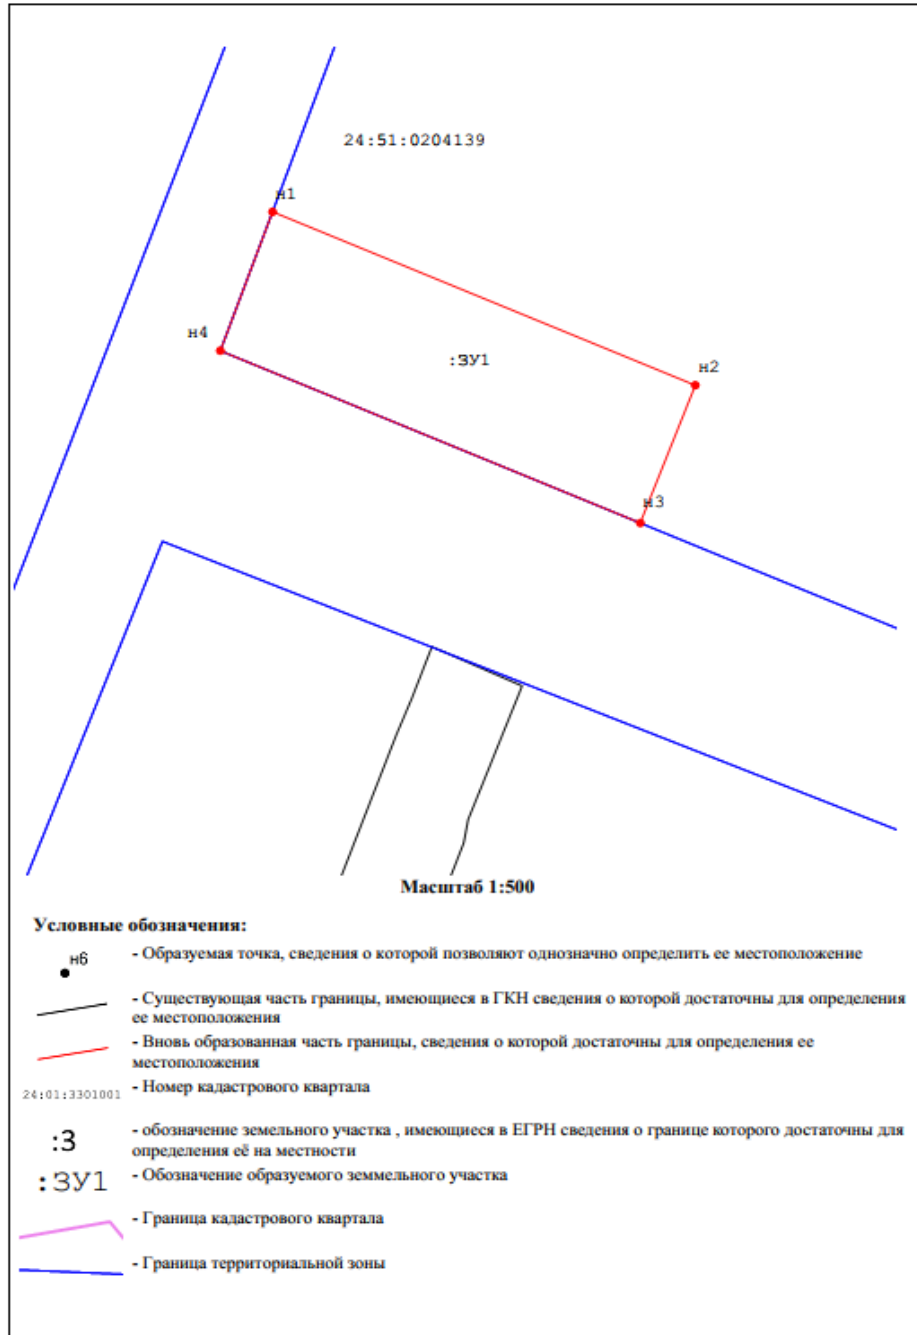 24:51:0204139
н1
н4
:ЗУ1
н2
н3
Масштаб 1:500
Условные обозначения:
н6
- Образуемая точка, сведения о которой позволяют однозначно определить ее местоположение
- Существующая часть границы, имеющиеся в ГКН сведения о которой достаточны для определения
ее местоположения
- Вновь образованная часть границы, сведения о которой достаточны для определения ее
местоположения
24:01:3301001
- Номер кадастрового квартала
:3
- обозначение земельного участка , имеющиеся в ЕГРН сведения о границе которого достаточны для
определения её на местности
:ЗУ1
- Обозначение образуемого земмельного участка
- Граница кадастрового квартала
- Граница территориальной зоны